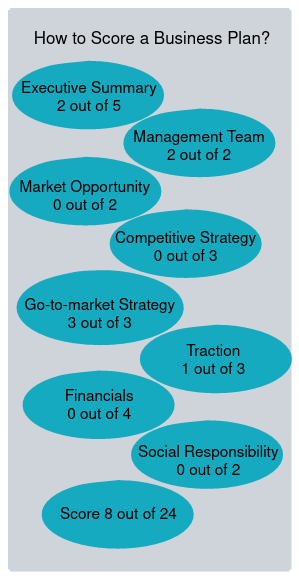 How to Score a Business Plan?
Executive Summary
2 out of 5
Management Team
2 out of 2
Market Opportunity
0 out of 2
Competitive Strategy
0 out of 3
Go-to-market Strategy
3 out of 3
Traction
1 out of 3
Financials
0 out of 4
Social Responsibility
0 out of 2
Score 8 out of 24